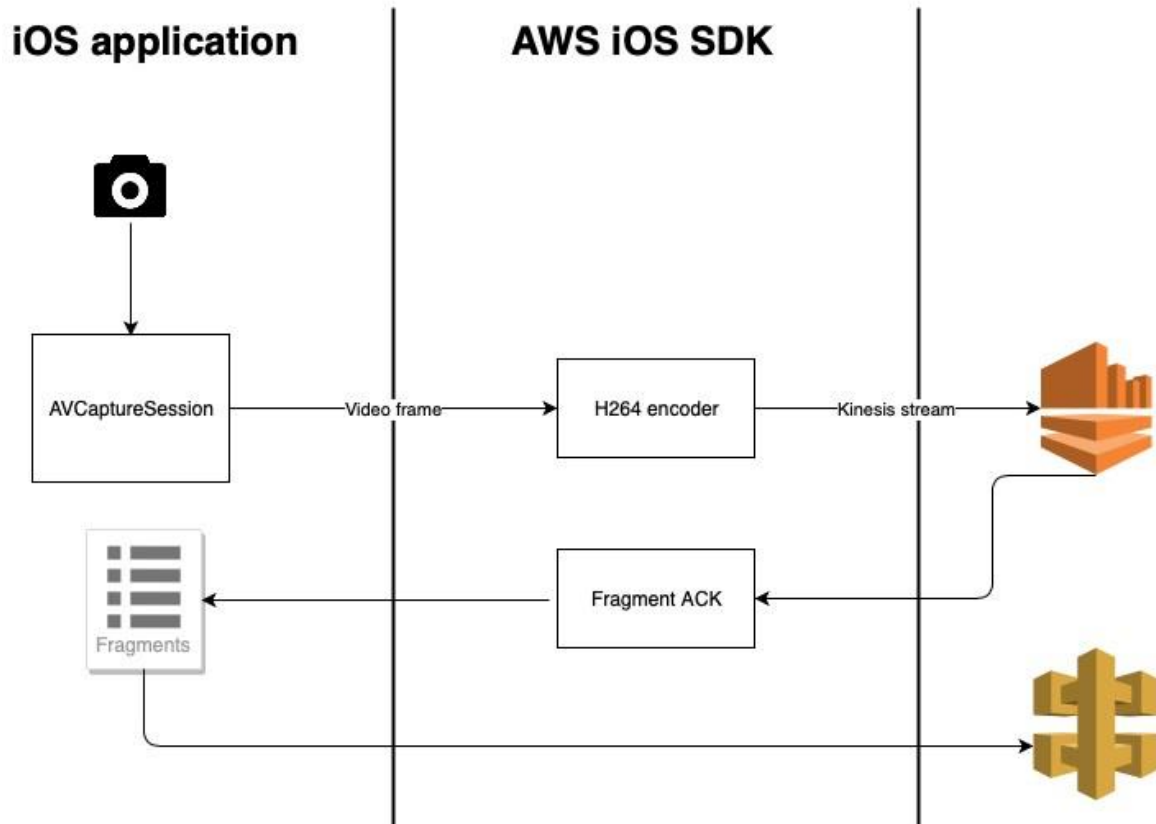 iOS application
AWS iOS SDK
AVCaptureSession
Video frame
H264 encoder
Kinesis stream
Fragment ACK
Fragments